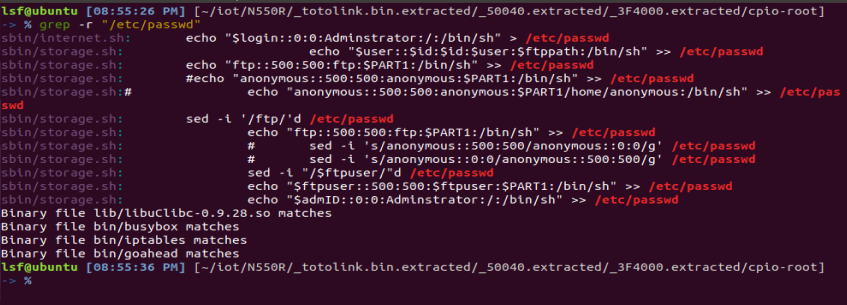 lsf@ubuntu [08:55:26 PM] [~/iot/N550R/_totolink.bin.extracted/_50040.extracted/_3F4000.extracted/cpio-root]
-> % grep -r "/etc/passwd"
sbin/internet.sh: echo "$login::0:0:Adminstrator:/:/bin/sh" > /etc/passwd
sbin/storage.sh: echo "$user::$id:$id:$user:$ftppath:/bin/sh" >> /etc/passwd
sbin/storage.sh: echo "ftp::500:500:ftp:$PART1:/bin/sh" >> /etc/passwd
sbin/storage.sh: #echo "anonymous::500:500:anonymous:$PART1:/bin/sh" >> /etc/passwd
sbin/storage.sh:# echo "anonymous::500:500:anonymous:$PART1/home/anonymous:/bin/sh" >> /etc/pas
swd
sbin/storage.sh: sed -i '/ftp/'d /etc/passwd
sbin/storage.sh: echo "ftp::500:500:ftp:$PART1:/bin/sh" >> /etc/passwd
sbin/storage.sh: # sed -i 's/anonymous::500:500/anonymous::0:0/g' /etc/passwd
sbin/storage.sh: # sed -i 's/anonymous::0:0/anonymous::500:500/g' /etc/passwd
sbin/storage.sh: sed -i "/$ftpuser/"d /etc/passwd
sbin/storage.sh: echo "$ftpuser::500:500:$ftpuser:$PART1:/bin/sh" >> /etc/passwd
sbin/storage.sh: echo "$admID::0:0:Adminstrator:/:/bin/sh" >> /etc/passwd
Binary file lib/libuClibc-0.9.28.so matches
Binary file bin/busybox matches
Binary file bin/iptables matches
Binary file bin/goahead matches
lsf@ubuntu [08:55:36 PM] [~/iot/N550R/_totolink.bin.extracted/_50040.extracted/_3F4000.extracted/cpio-root]
-> %